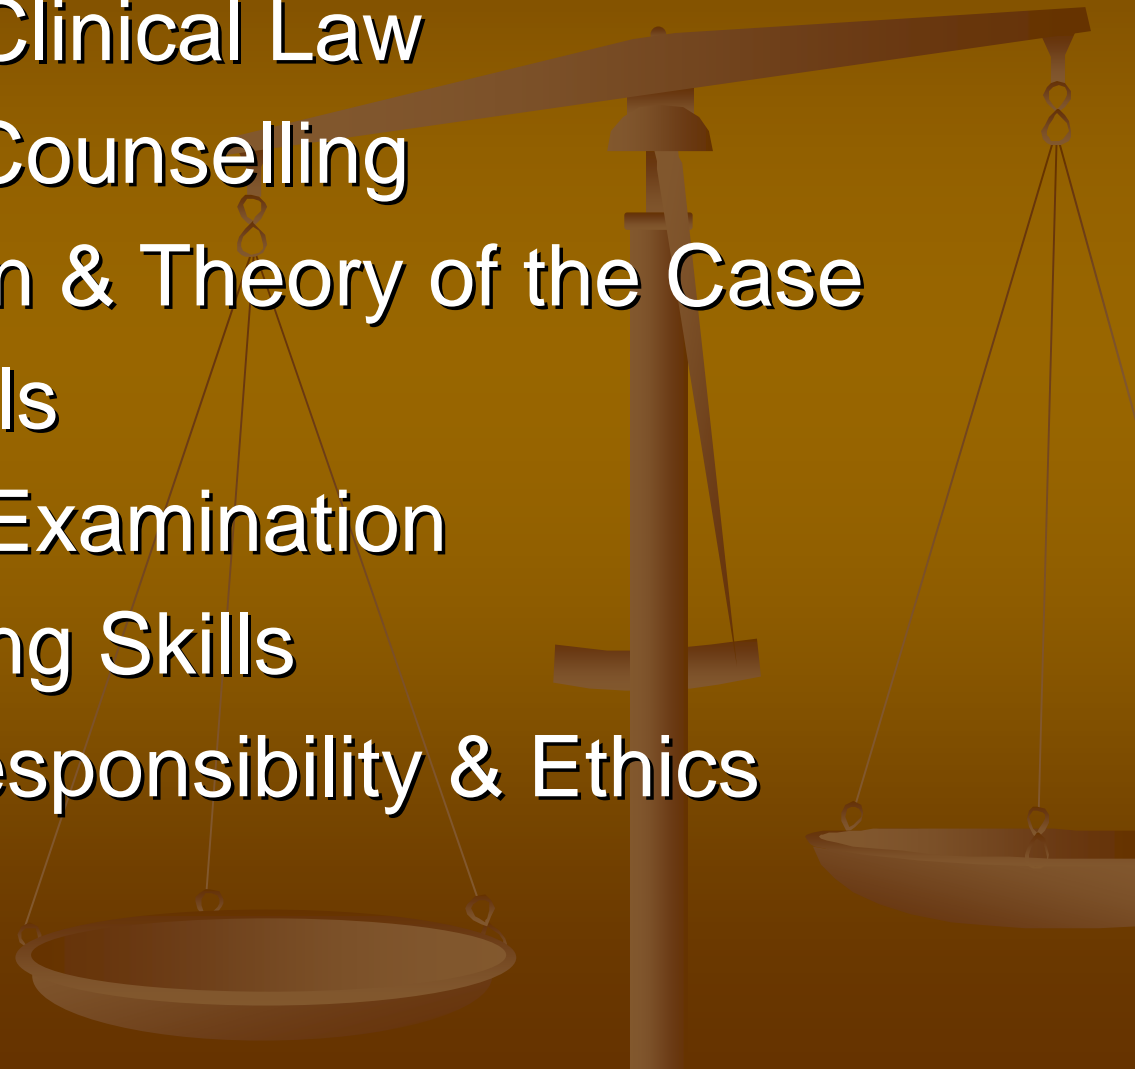 Clinical Law
Counselling
n & Theory of the Case
ls
Examination
ng Skills
esponsibility & Ethics